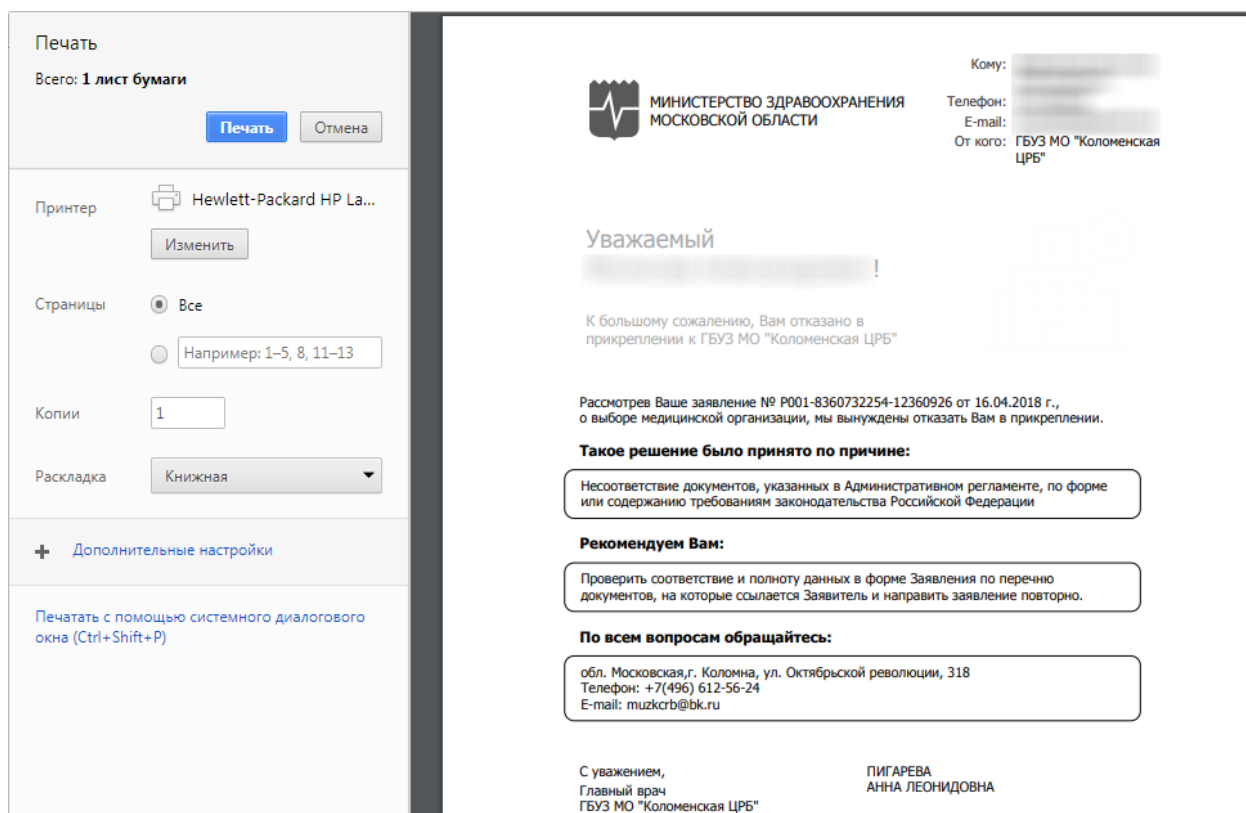 Печать
Всего: 1 лист бумаги
Печать
Отмена
Принтер
Hewlett-Packard HP La...
Изменить
Страницы
Все
Например: 1–5, 8, 11–13
Копии
1
Раскладка
Книжная
Дополнительные настройки
Печатать с помощью системного диалогового
окна (Ctrl+Shift+P)
МИНИСТЕРСТВО ЗДРАВООХРАНЕНИЯ
МОСКОВСКОЙ ОБЛАСТИ
Кому:
Телефон:
E-mail:
От кого: ГБУЗ МО "Коломенская
ЦРБ"
Уважаемый
!
К большому сожалению, Вам отказано в
прикреплении к ГБУЗ МО "Коломенская ЦРБ"
Рассмотрев Ваше заявление № P001-8360732254-12360926 от 16.04.2018 г.,
о выборе медицинской организации, мы вынуждены отказать Вам в прикреплении.
Такое решение было принято по причине:
Несоответствие документов, указанных в Административном регламенте, по форме
или содержанию требованиям законодательства Российской Федерации
Рекомендуем Вам:
Проверить соответствие и полноту данных в форме Заявления по перечню
документов, на которые ссылается Заявитель и направить заявление повторно.
По всем вопросам обращайтесь:
обл. Московская,г. Коломна, ул. Октябрьской революции, 318
Телефон: +7(496) 612-56-24
E-mail: muzkcrb@bk.ru
С уважением,
Главный врач
ГБУЗ МО "Коломенская ЦРБ"
ПИГАРЕВА
АННА ЛЕОНИДОВНА